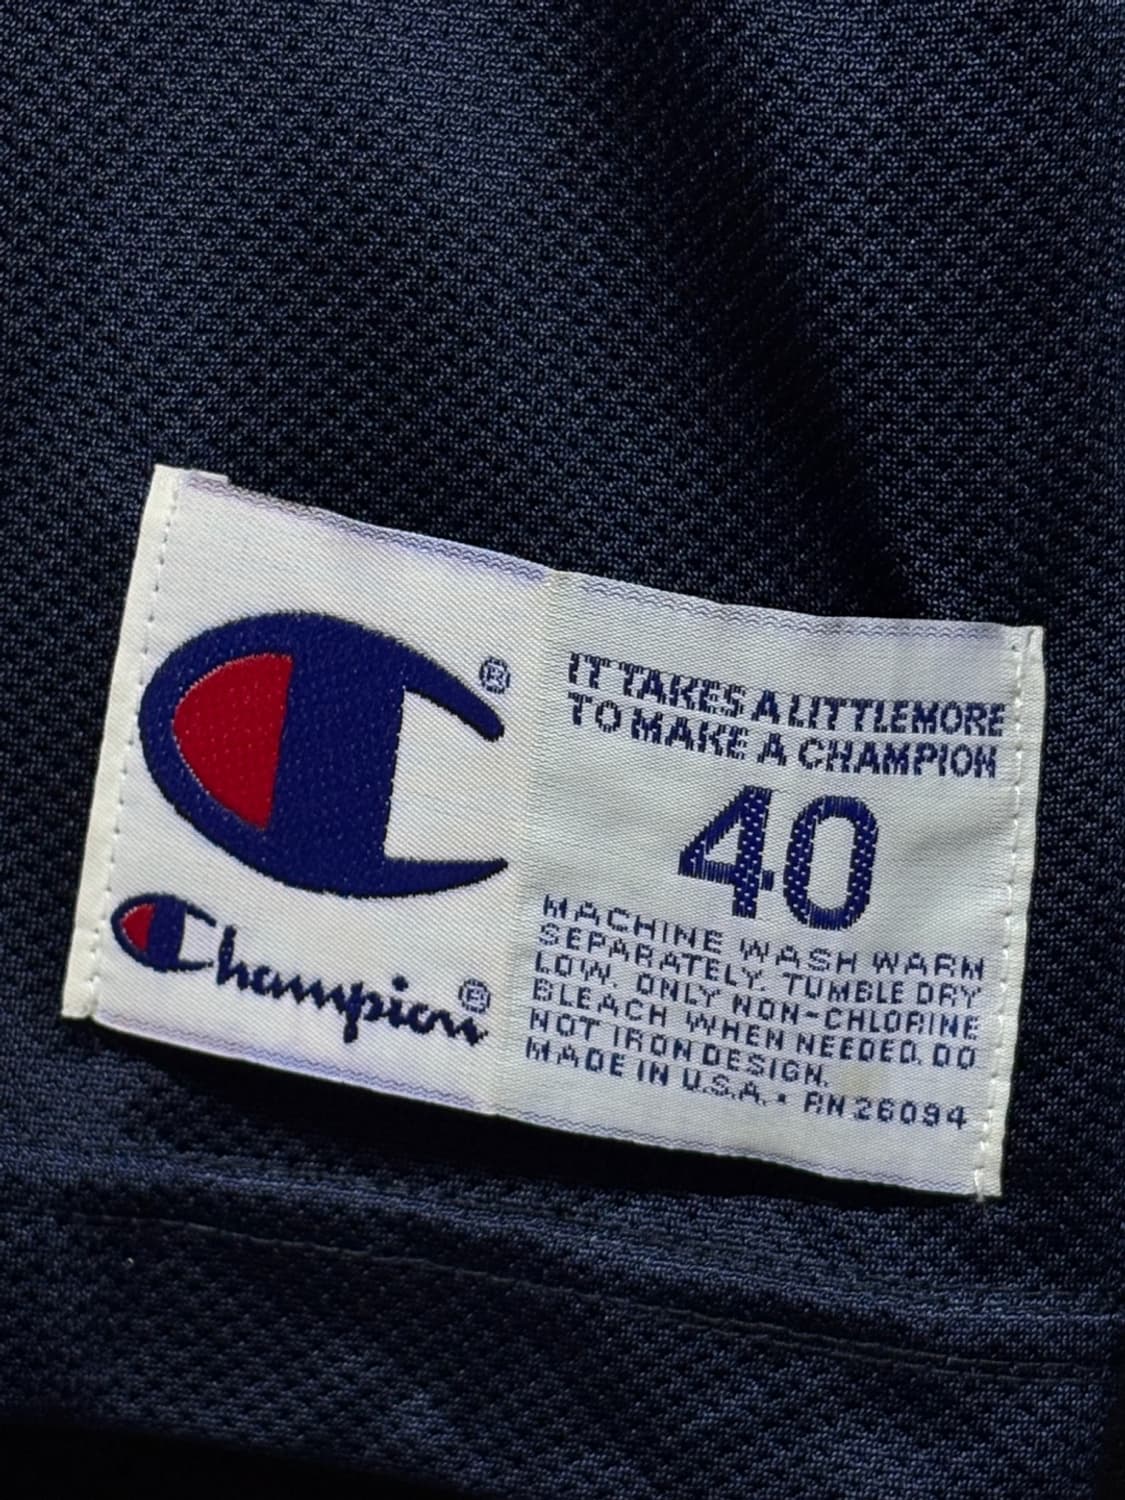 Champion®
IT TAKES A LITTLE MORE
TO MAKE A CHAMPION
40
MACHINE WASH WARM
SEPARATELY. TUMBLE DRY
LOW. ONLY NON-CHLORINE
BLEACH WHEN NEEDED. DO
NOT IRON DESIGN.
MADE IN U.S.A. • RN 26094